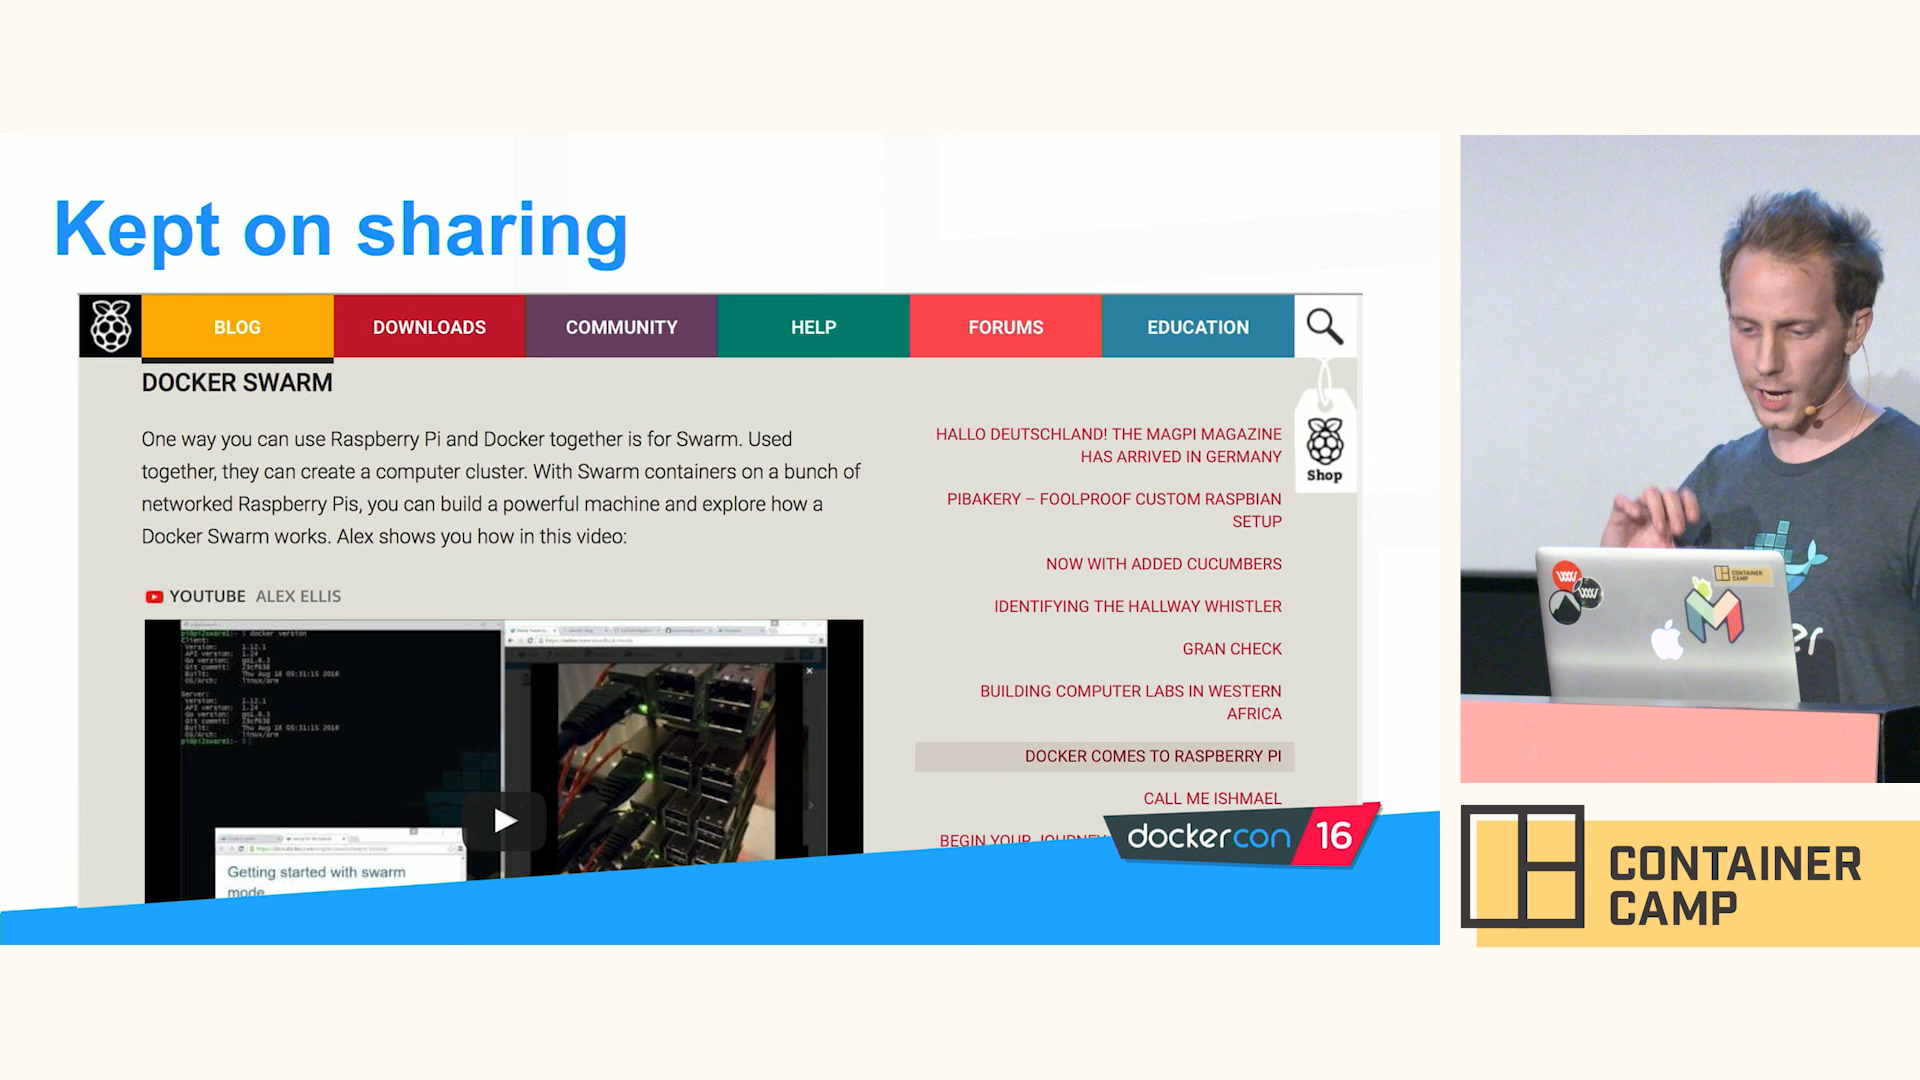 Kept on sharing
BLOG
DOWNLOADS
COMMUNITY
HELP
FORUMS
EDUCATION
DOCKER SWARM
One way you can use Raspberry Pi and Docker together is for Swarm. Used
together, they can create a computer cluster. With Swarm containers on a bunch of
networked Raspberry Pis, you can build a powerful machine and explore how a
Docker Swarm works. Alex shows you how in this video:
YOUTUBE ALEX ELLIS
Getting started with swarm
mode
HALLO DEUTSCHLAND! THE MAGPI MAGAZINE
HAS ARRIVED IN GERMANY
PIBAKERY – FOOLPROOF CUSTOM RASPBIAN
SETUP
NOW WITH ADDED CUCUMBERS
IDENTIFYING THE HALLWAY WHISTLER
GRAN CHECK
BUILDING COMPUTER LABS IN WESTERN
AFRICA
DOCKER COMES TO RASPBERRY PI
CALL ME ISHMAEL
BEGIN YOUR JOURNEY
Shop
dockercon 16
CONTAINER
CAMP
CONTAINER
CAMP